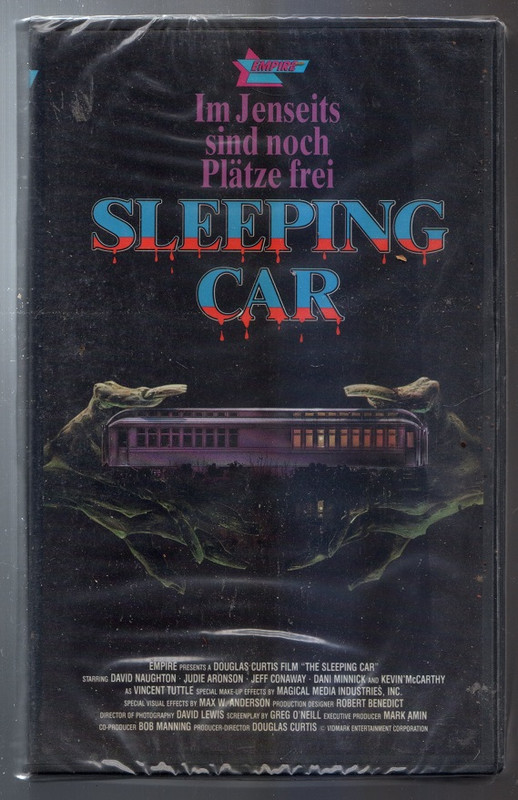 EMPIRE
Im Jenseits
sind noch
Plätze frei
SLEEPING
CAR
EMPIRE PRESENTS A DOUGLAS CURTIS FILM "THE SLEEPING CAR"
STARRING DAVID NAUGHTON · JUDIE ARONSON · JEFF CONAWAY · DANI MINNICK AND KEVIN McCARTHY
AS VINCENT TUTTLE SPECIAL MAKE-UP EFFECTS BY MAGICAL MEDIA INDUSTRIES, INC.
SPECIAL VISUAL EFFECTS BY MAX W. ANDERSON PRODUCTION DESIGNER ROBERT BENEDICT
DIRECTOR OF PHOTOGRAPHY DAVID LEWIS SCREENPLAY BY GREG O'NEILL EXECUTIVE PRODUCER MARK AMIN
CO-PRODUCER BOB MANNING PRODUCER-DIRECTOR DOUGLAS CURTIS © VIDMARK ENTERTAINMENT CORPORATION